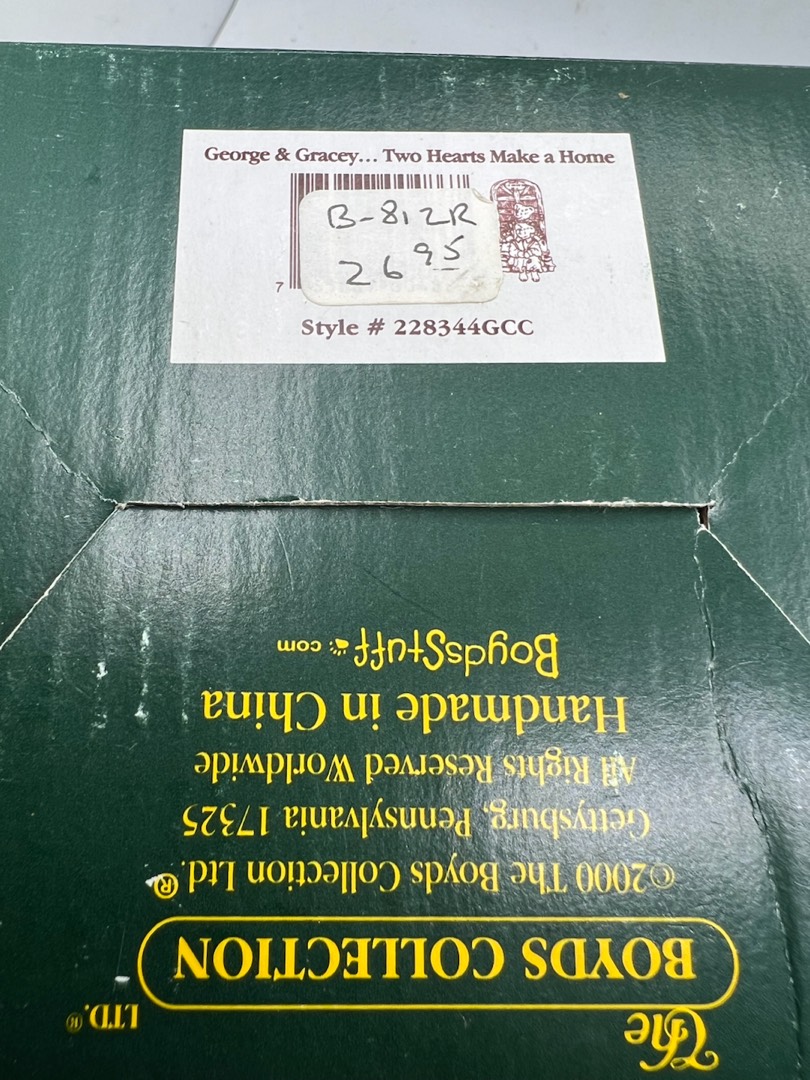 George & Gracey... Two Hearts Make a Home
B-812R
26 95
7
Style # 228344GCC
The
BOYDS COLLECTION
LTD.®
©2000 The Boyds Collection Ltd.®
Gettysburg, Pennsylvania 17325
All Rights Reserved Worldwide
Handmade in China
BoydsStuff.com